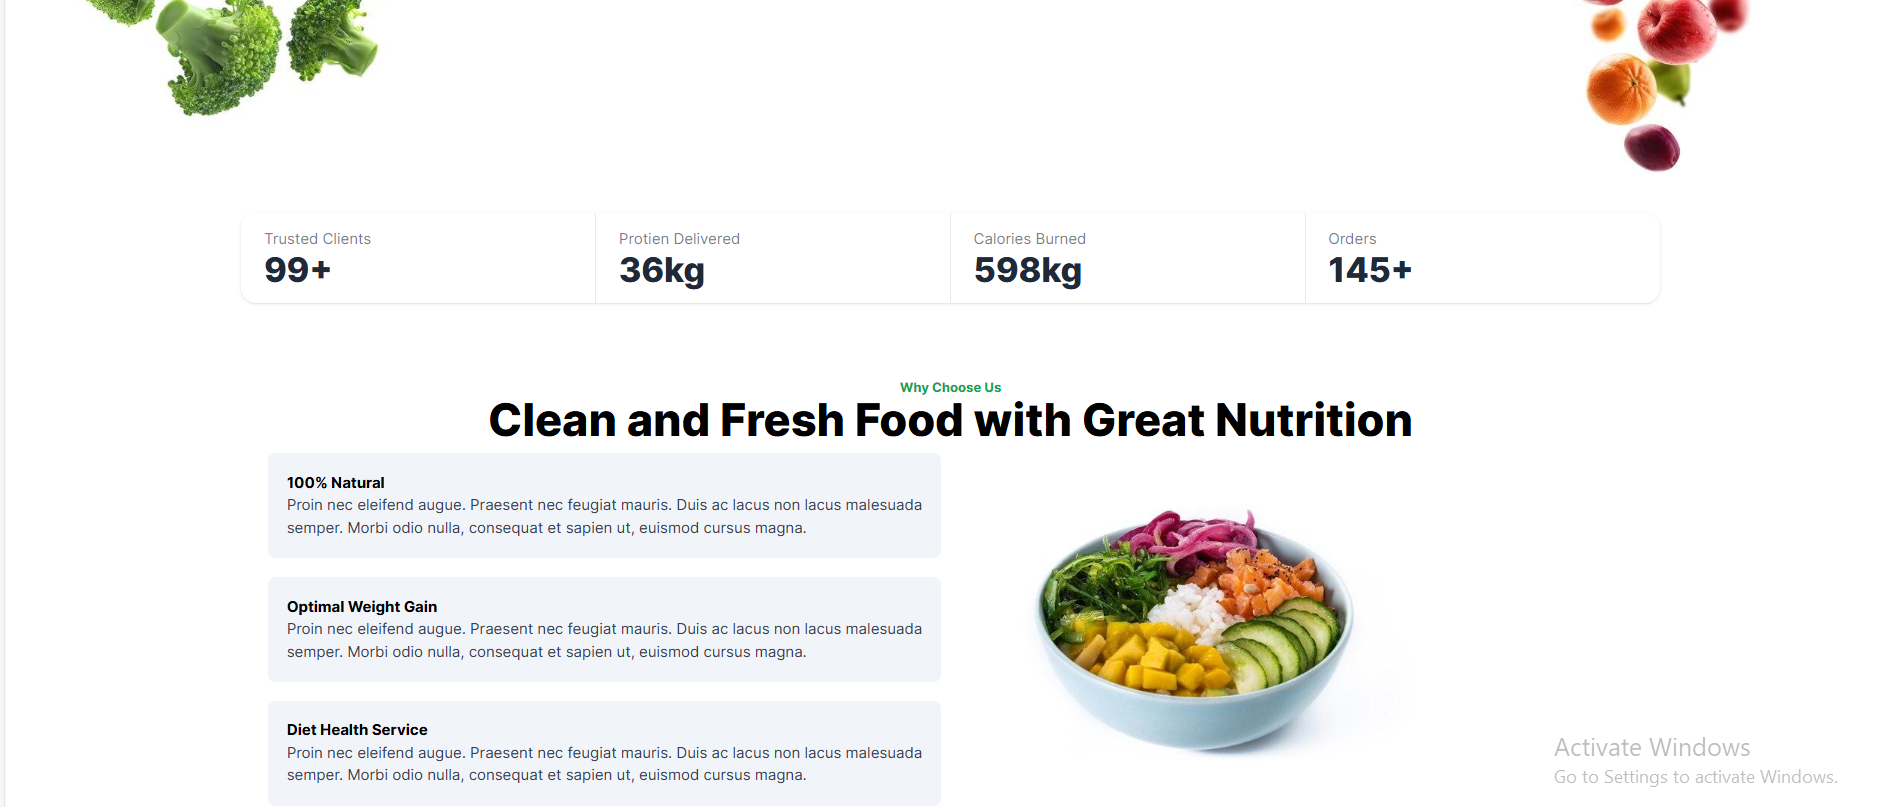 Trusted Clients
99+
Protien Delivered
36kg
Calories Burned
598kg
Orders
145+
Why Choose Us
Clean and Fresh Food with Great Nutrition
100% Natural
Proin nec eleifend augue. Praesent nec feugiat mauris. Duis ac lacus non lacus malesuada
semper. Morbi odio nulla, consequat et sapien ut, euismod cursus magna.
Optimal Weight Gain
Proin nec eleifend augue. Praesent nec feugiat mauris. Duis ac lacus non lacus malesuada
semper. Morbi odio nulla, consequat et sapien ut, euismod cursus magna.
Diet Health Service
Proin nec eleifend augue. Praesent nec feugiat mauris. Duis ac lacus non lacus malesuada
semper. Morbi odio nulla, consequat et sapien ut, euismod cursus magna.
Activate Windows
Go to Settings to activate Windows.